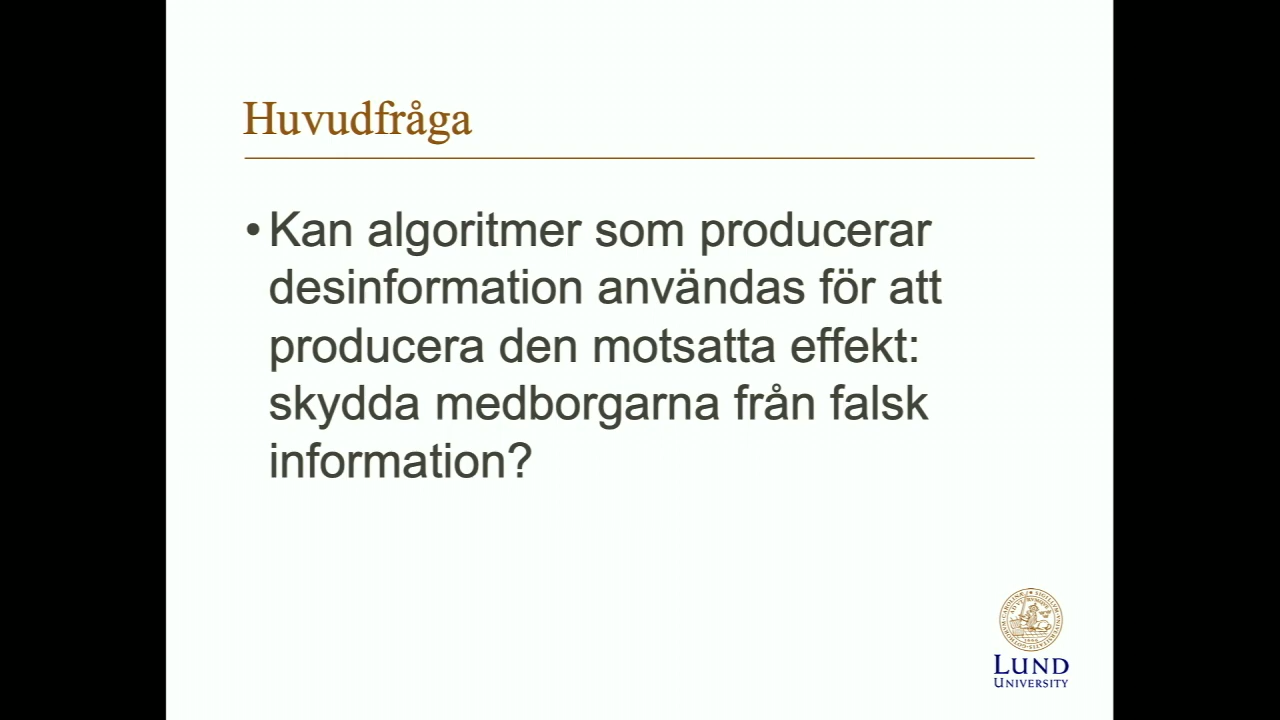 Huvudfråga
• Kan algoritmer som producerar
desinformation användas för att
producera den motsatta effekt:
skydda medborgarna från falsk
information?
LUND
UNIVERSITY